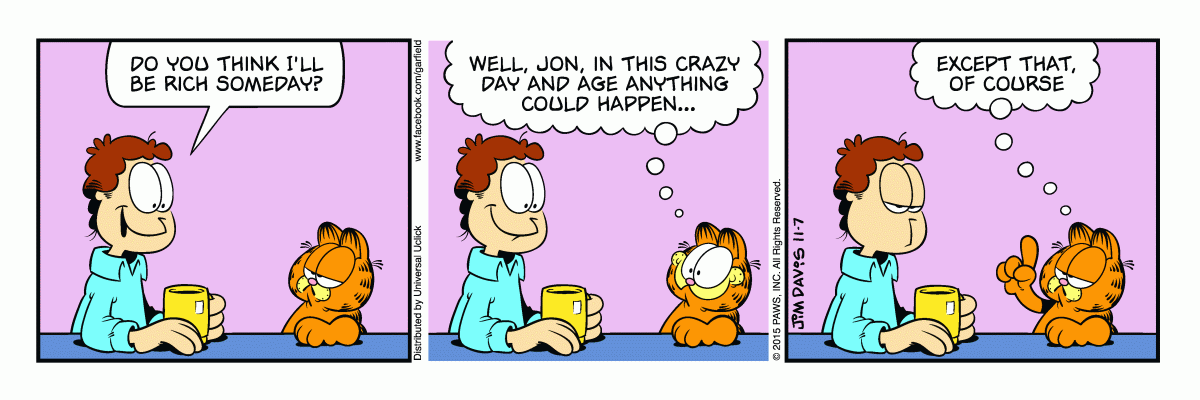 DO YOU THINK I'LL
BE RICH SOMEDAY?
www.facebook.com/garfield
Distributed by Universal Uclick
WELL, JON, IN THIS CRAZY
DAY AND AGE ANYTHING
COULD HAPPEN...
© 2015 PAWS, INC. All Rights Reserved.
EXCEPT THAT,
OF COURSE
JIM DAVIS 11-7